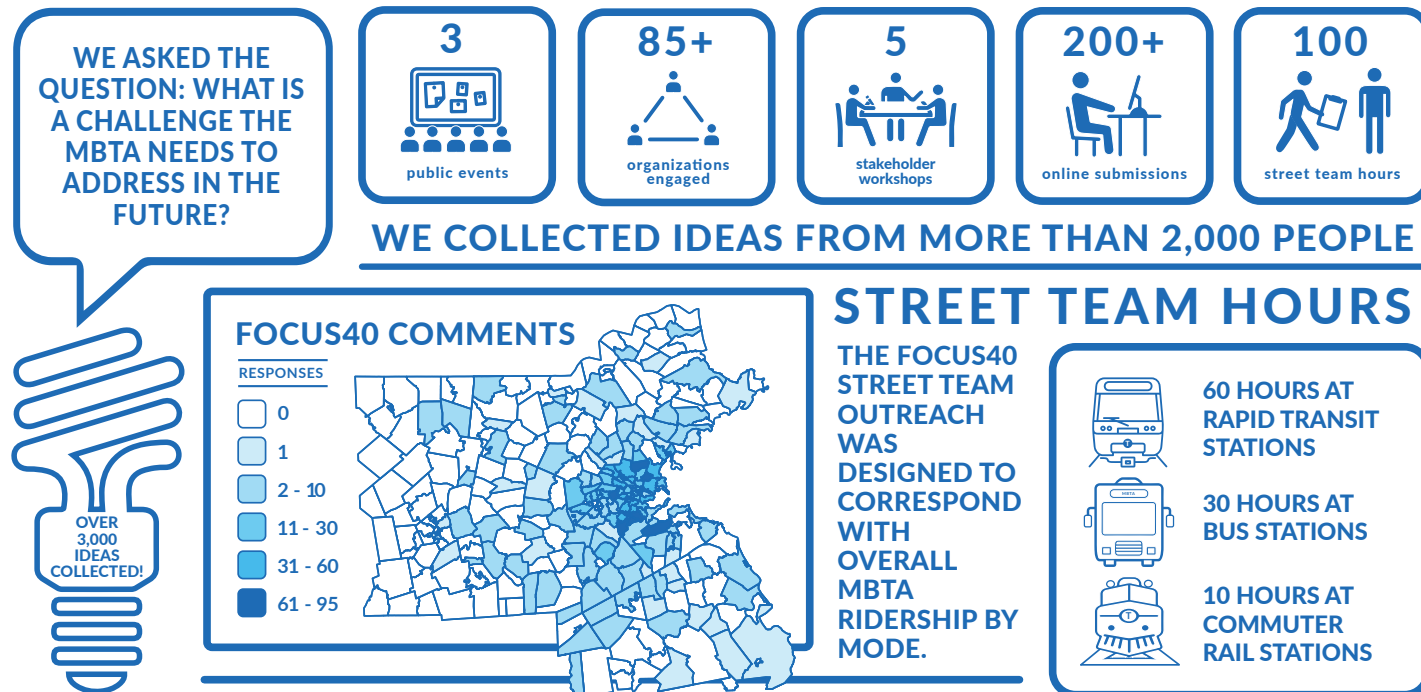 WE ASKED THE
QUESTION: WHAT IS
A CHALLENGE THE
MBTA NEEDS TO
ADDRESS IN THE
FUTURE?
3
public events
85+
organizations
engaged
5
stakeholder
workshops
200+
online submissions
100
street team hours
WE COLLECTED IDEAS FROM MORE THAN 2,000 PEOPLE
OVER
3,000
IDEAS
COLLECTED!
FOCUS40 COMMENTS
RESPONSES
0
1
2 - 10
11 - 30
31 - 60
61 - 95
STREET TEAM HOURS
THE FOCUS40
STREET TEAM
OUTREACH
WAS
DESIGNED TO
CORRESPOND
WITH
OVERALL
MBTA
RIDERSHIP BY
MODE.
T
60 HOURS AT
RAPID TRANSIT
STATIONS
MBTA
30 HOURS AT
BUS STATIONS
T
10 HOURS AT
COMMUTER
RAIL STATIONS